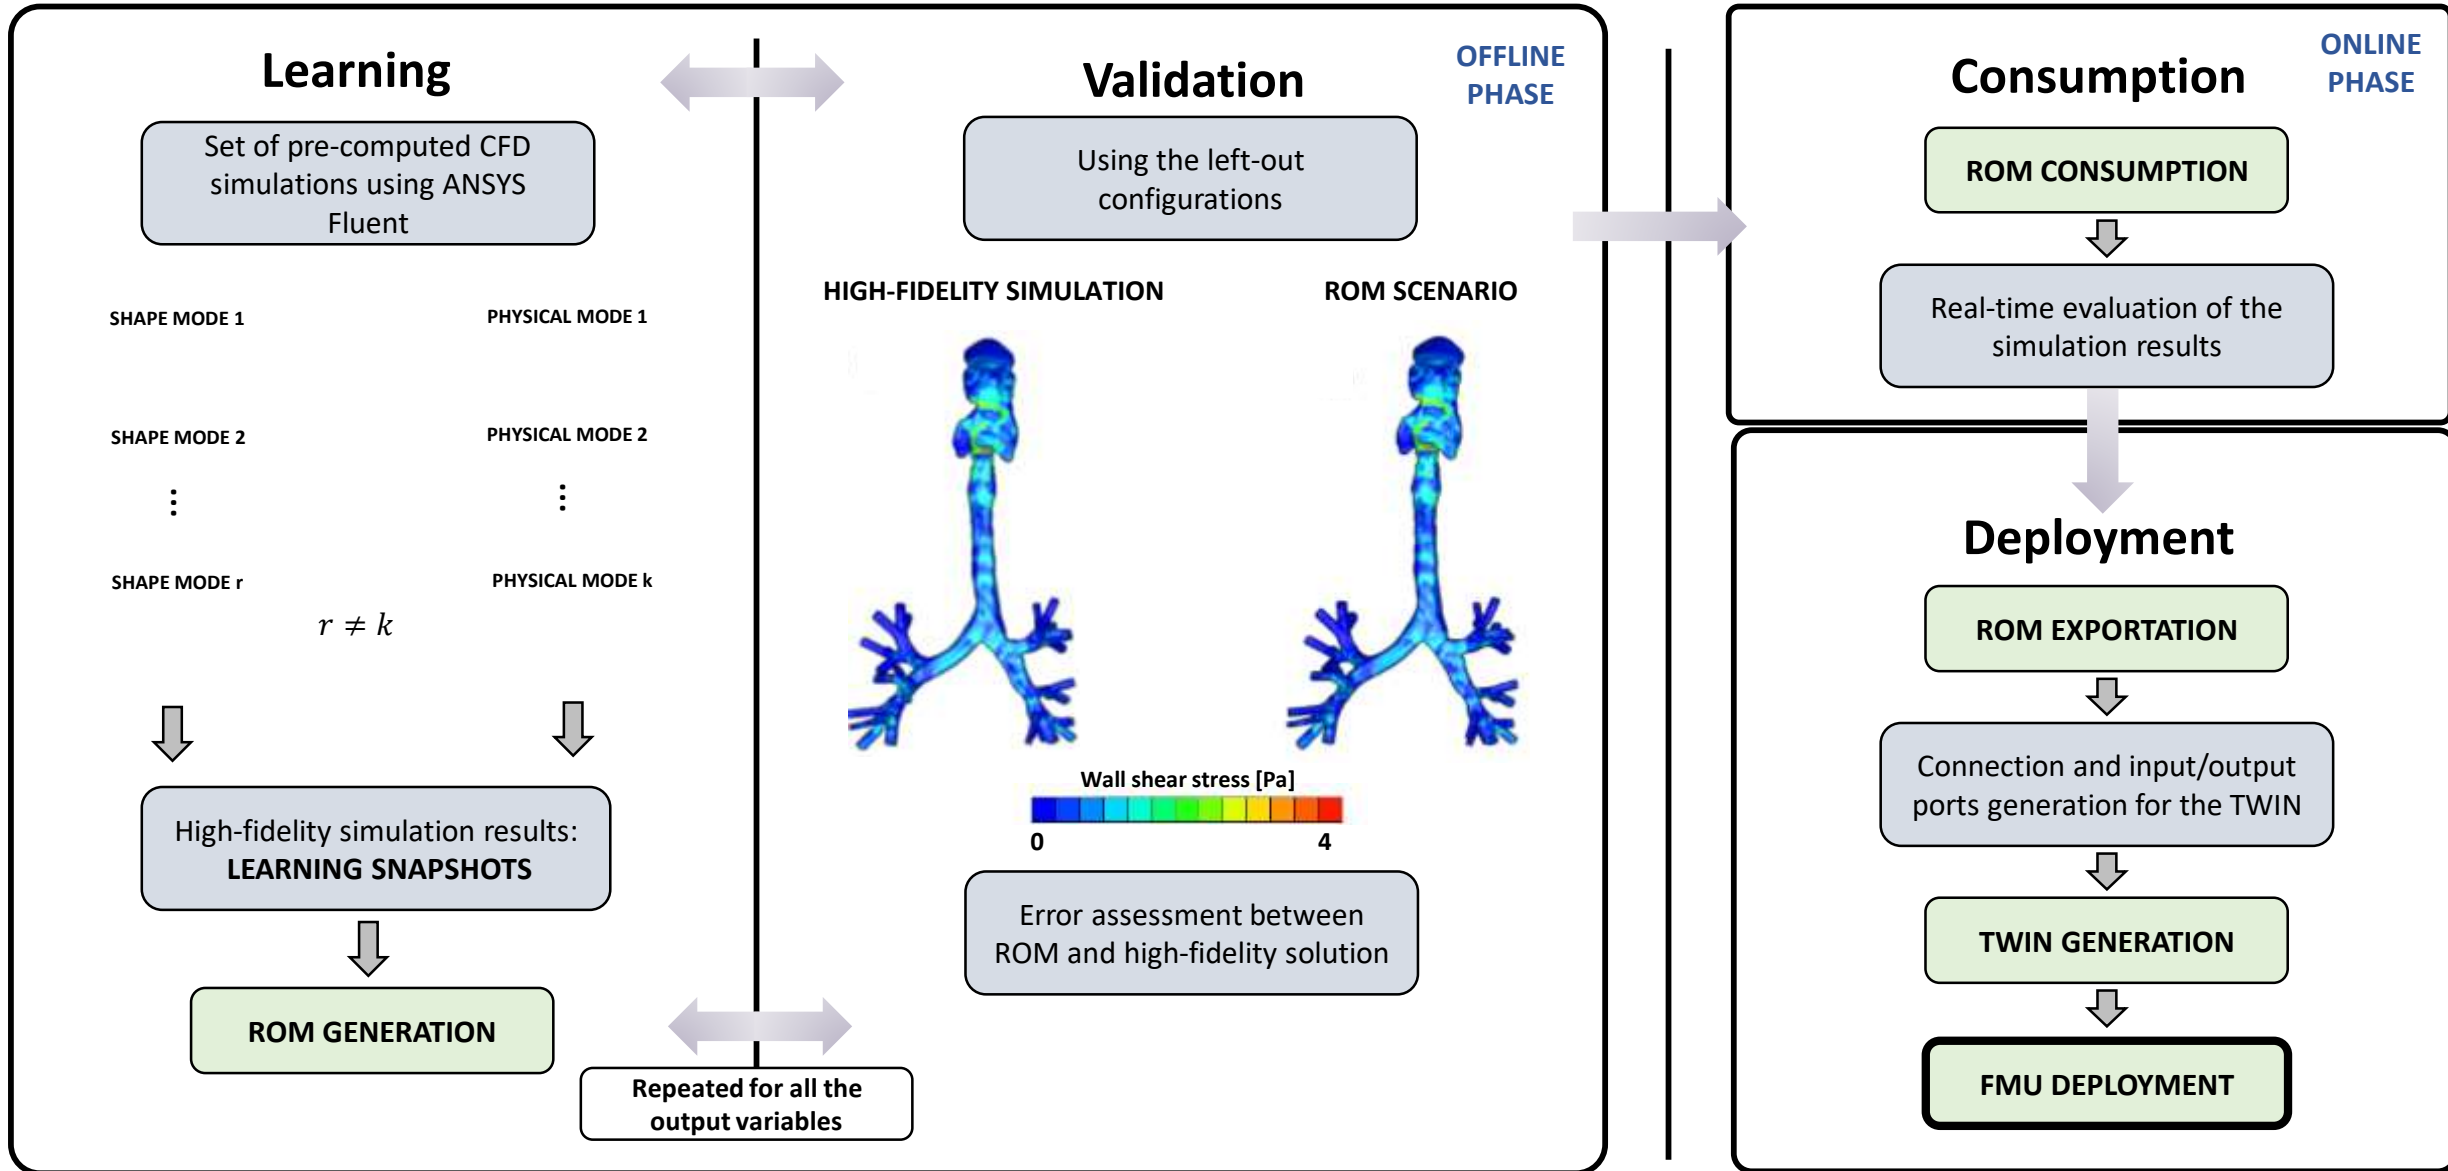 Learning
Set of pre-computed CFD
simulations using ANSYS
Fluent
SHAPE MODE 1
PHYSICAL MODE 1
SHAPE MODE 2
PHYSICAL MODE 2
⋮
⋮
SHAPE MODE r
PHYSICAL MODE k
r ≠ k
High-fidelity simulation results:
LEARNING SNAPSHOTS
ROM GENERATION
Repeated for all the
output variables
Validation
OFFLINE
PHASE
Using the left-out
configurations
HIGH-FIDELITY SIMULATION
ROM SCENARIO
Wall shear stress [Pa]
0
4
Error assessment between
ROM and high-fidelity solution
Consumption
ONLINE
PHASE
ROM CONSUMPTION
Real-time evaluation of the
simulation results
Deployment
ROM EXPORTATION
Connection and input/output
ports generation for the TWIN
TWIN GENERATION
FMU DEPLOYMENT